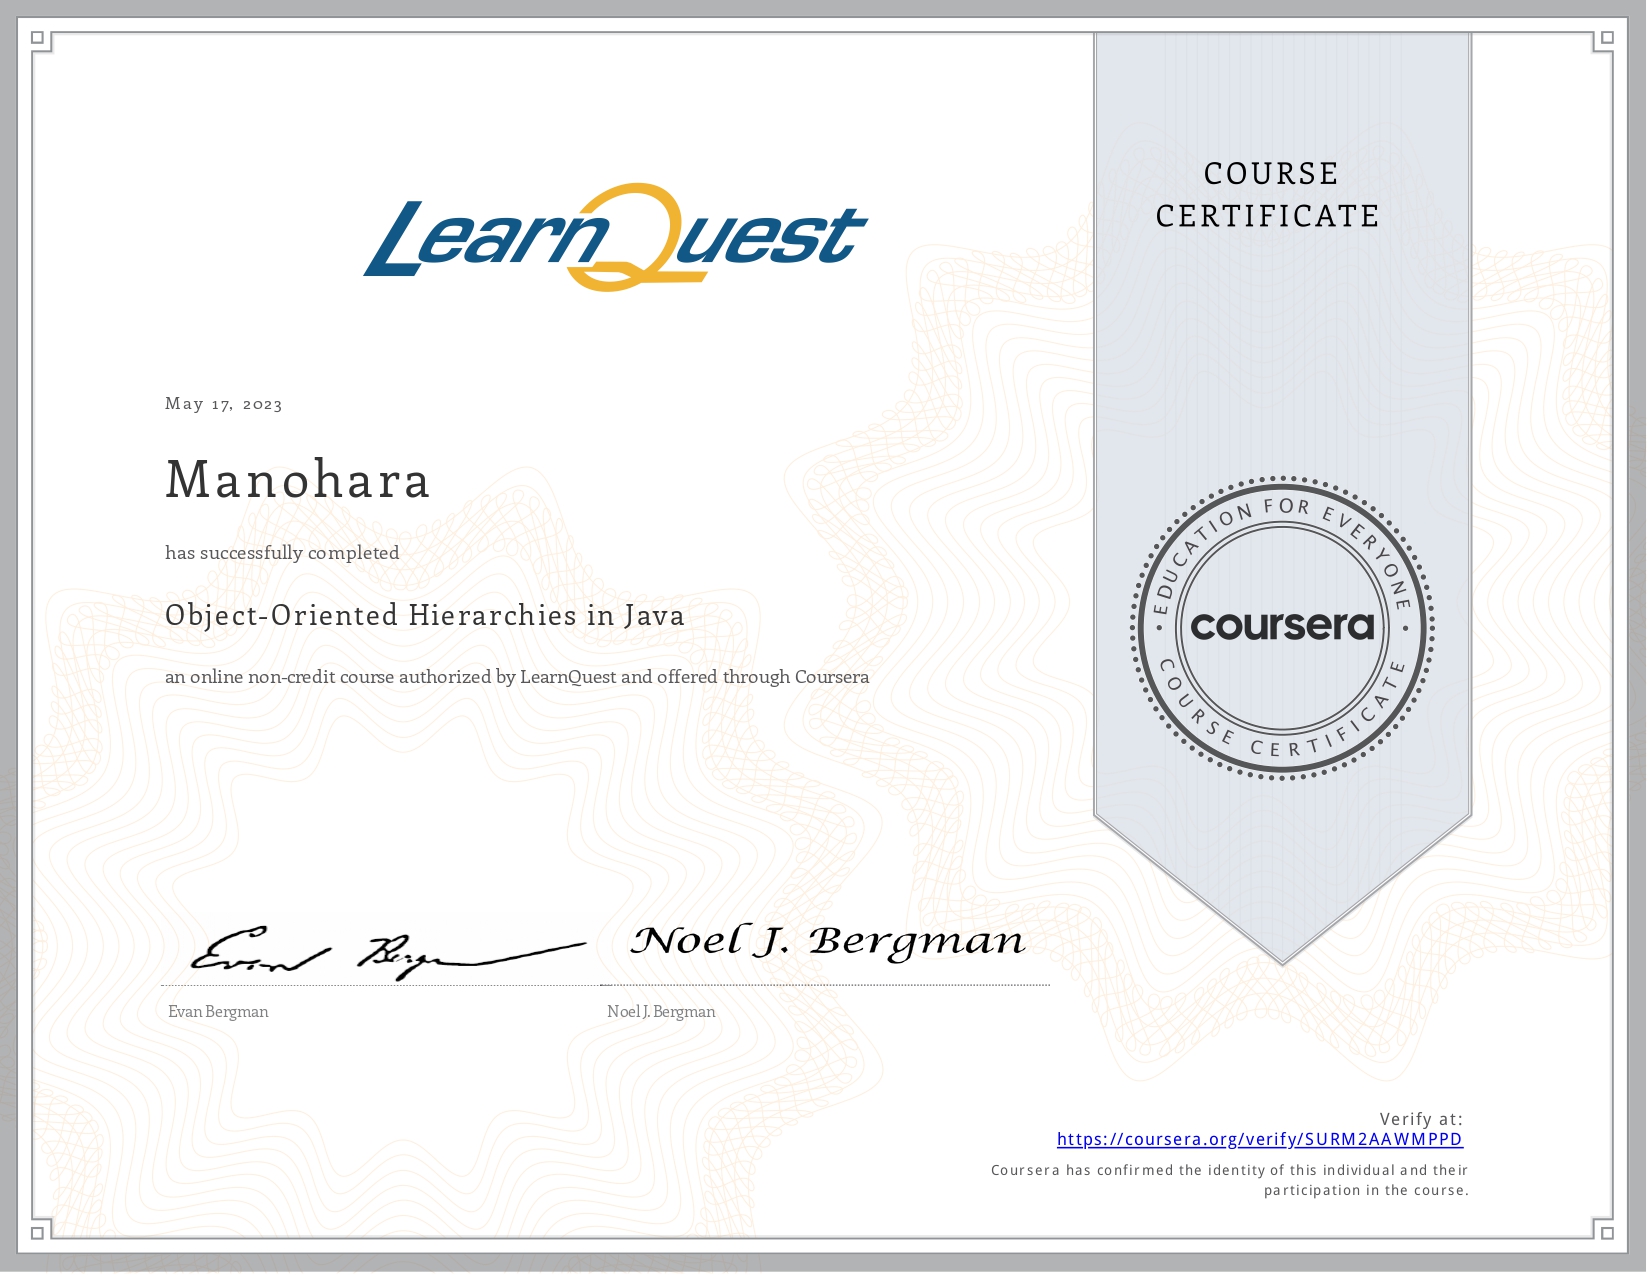 LearnQuest
COURSE
CERTIFICATE
May 17, 2023
Manohara
has successfully completed
Object-Oriented Hierarchies in Java
an online non-credit course authorized by LearnQuest and offered through Coursera
EDUCATION FOR EVERYONE
coursera
COURSE CERTIFICATE
Evan Bergman
Noel J. Bergman
Evan Bergman
Noel J. Bergman
Verify at:
https://coursera.org/verify/SURM2AAWMPPD
Coursera has confirmed the identity of this individual and their
participation in the course.